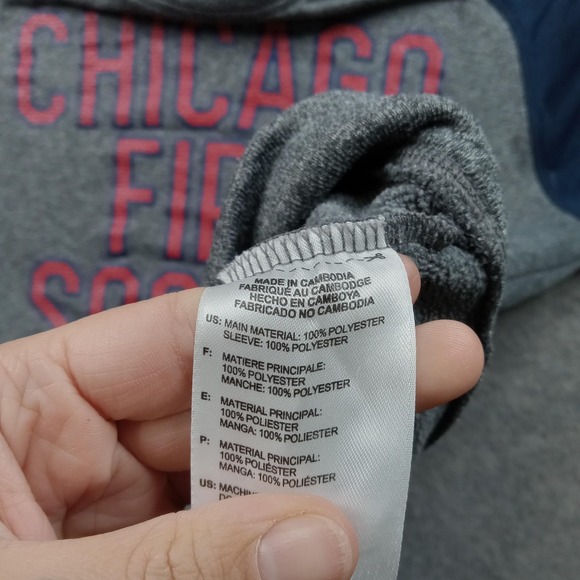 CHICAGO
FIR
SOC
MADE IN CAMBODIA
FABRIQUÉ AU CAMBODGE
HECHO EN CAMBOYA
FABRICADO NO CAMBODIA
US: MAIN MATERIAL: 100% POLYESTER
SLEEVE: 100% POLYESTER
F: MATIERE PRINCIPALE:
100% POLYESTER
MANCHE: 100% POLYESTER
E: MATERIAL PRINCIPAL:
100% POLIESTER
MANGA: 100% POLIESTER
P: MATERIAL PRINCIPAL:
100% POLIÉSTER
MANGA: 100% POLIÉSTER
US: MACHIN